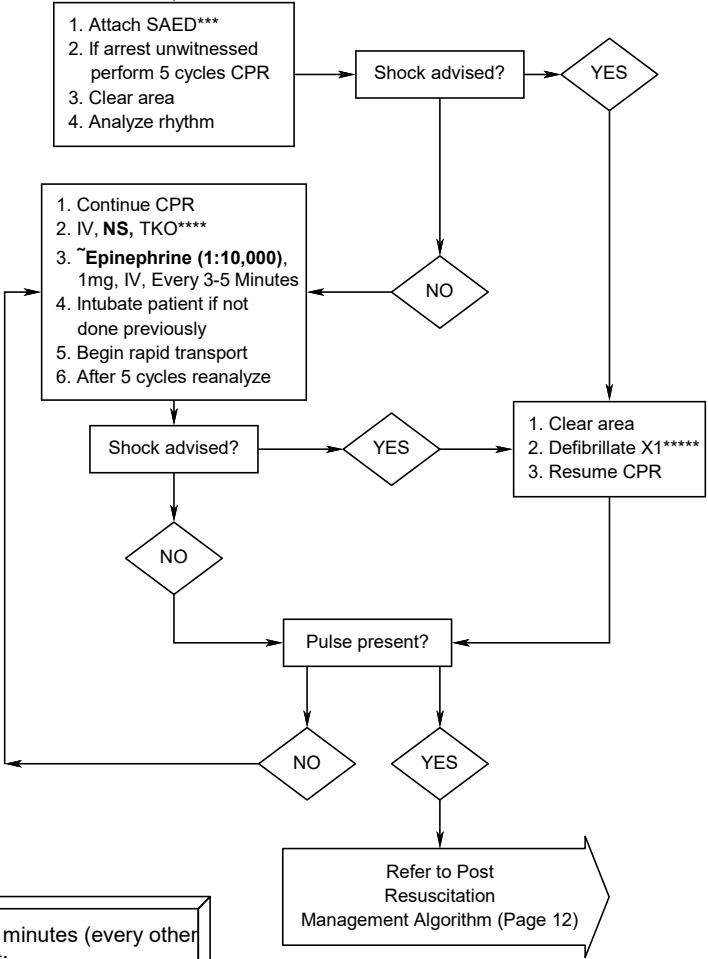 1. Attach SAED***
2. If arrest unwitnessed
perform 5 cycles CPR
3. Clear area
4. Analyze rhythm
Shock advised?
YES
1. Continue CPR
2. IV, NS, TKO****
3. ~Epinephrine (1:10,000),
1mg, IV, Every 3-5 Minutes
4. Intubate patient if not
done previously
5. Begin rapid transport
6. After 5 cycles reanalyze
NO
Shock advised?
YES
1. Clear area
2. Defibrillate X1*****
3. Resume CPR
NO
Pulse present?
NO
YES
Refer to Post
Resuscitation
Management Algorithm (Page 12)
minutes (every other